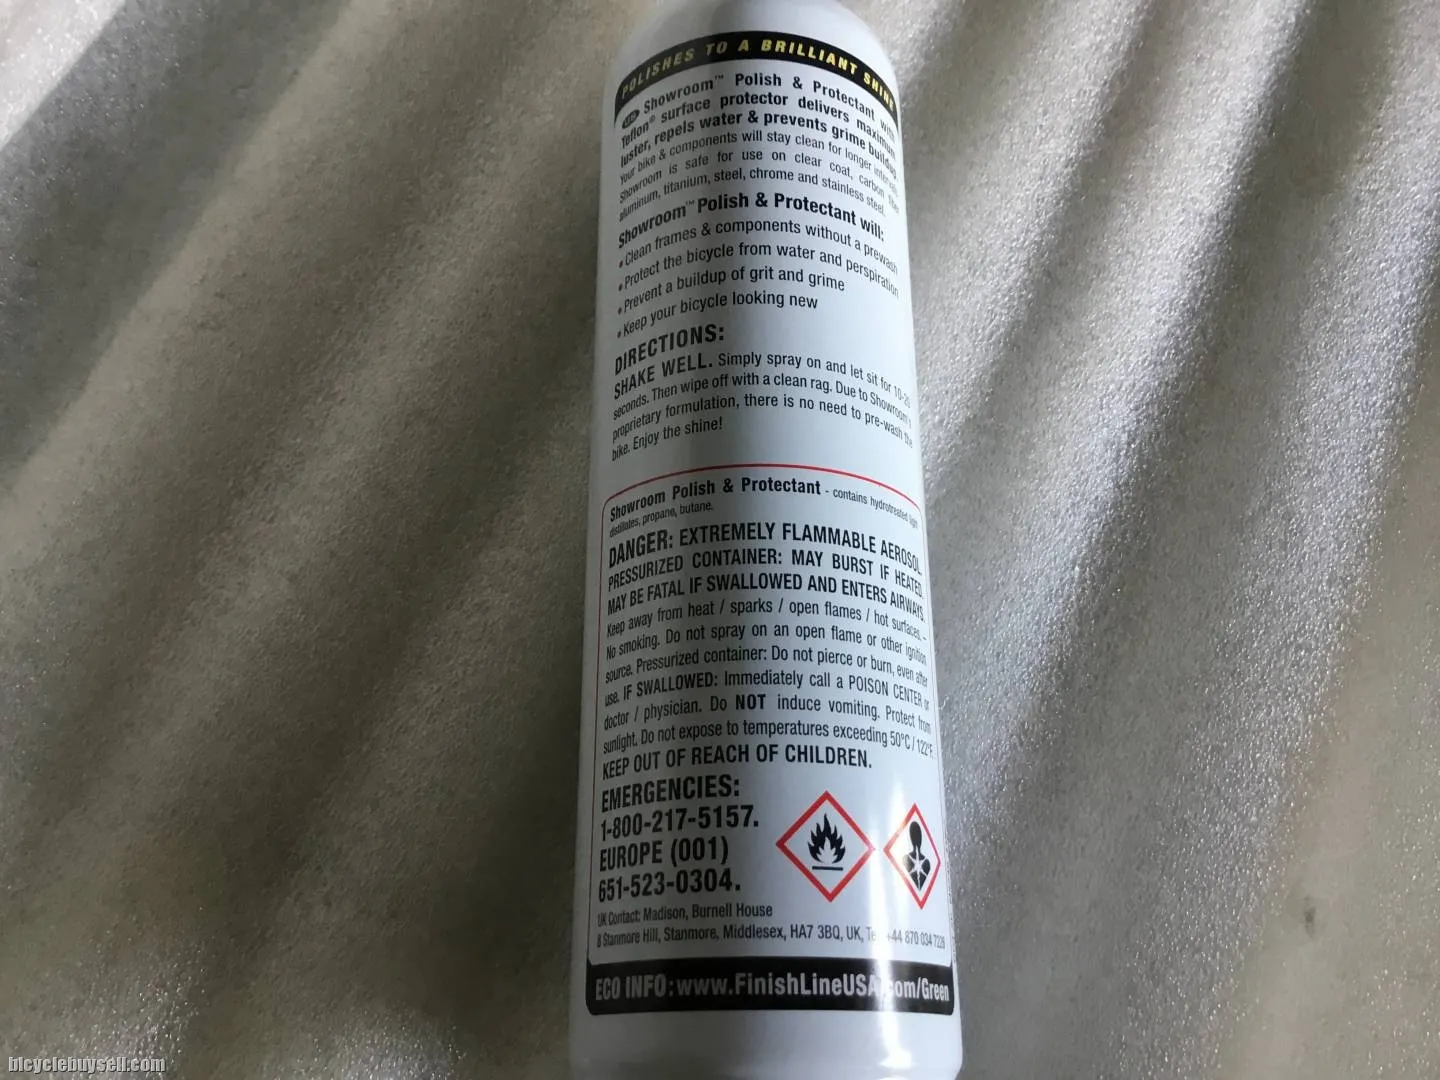 POLISHES TO A BRILLIANT SHINE
Showroom™ Polish & Protectant with
Teflon® surface protector delivers maximum
luster, repels water & prevents grime buildup.
Your bike & components will stay clean for longer
Showroom is safe for use on clear coat, carbon fiber
aluminum, titanium, steel, chrome and stainless steel.
Showroom™ Polish & Protectant will:
• Clean frames & components without a prewash
• Protect the bicycle from water and perspiration
• Prevent a buildup of grit and grime
• Keep your bicycle looking new
DIRECTIONS:
SHAKE WELL. Simply spray on and let sit for 10-20
seconds. Then wipe off with a clean rag. Due to Showroom's
proprietary formulation, there is no need to pre-wash the
bike. Enjoy the shine!
Showroom Polish & Protectant - contains hydrotreated light
distillates, propane, butane.
DANGER: EXTREMELY FLAMMABLE AEROSOL
PRESSURIZED CONTAINER: MAY BURST IF HEATED.
MAY BE FATAL IF SWALLOWED AND ENTERS AIRWAYS.
Keep away from heat / sparks / open flames / hot surfaces. –
No smoking. Do not spray on an open flame or other ignition
source. Pressurized container: Do not pierce or burn, even after
use. IF SWALLOWED: Immediately call a POISON CENTER or
doctor / physician. Do NOT induce vomiting. Protect from
sunlight. Do not expose to temperatures exceeding 50°C / 122°F.
KEEP OUT OF REACH OF CHILDREN.
EMERGENCIES:
1-800-217-5157.
EUROPE (001)
651-523-0304.
UK Contact: Madison, Burnell House
8 Stanmore Hill, Stanmore, Middlesex, HA7 3BQ, UK, +44 870 034 7226
ECO INFO: www.FinishLineUSA.com/Green
bicyclebuysell.com